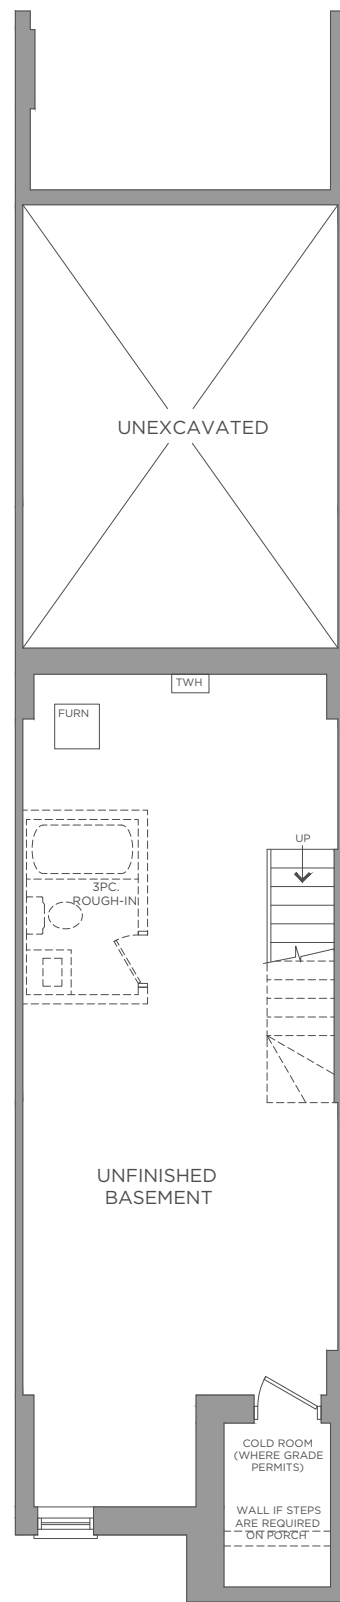 UNEXCAVATED
TWH
FURN
UP
3PC.
ROUGH-IN
UNFINISHED
BASEMENT
COLD ROOM
(WHERE GRADE
PERMITS)
WALL IF STEPS
ARE REQUIRED
ON PORCH